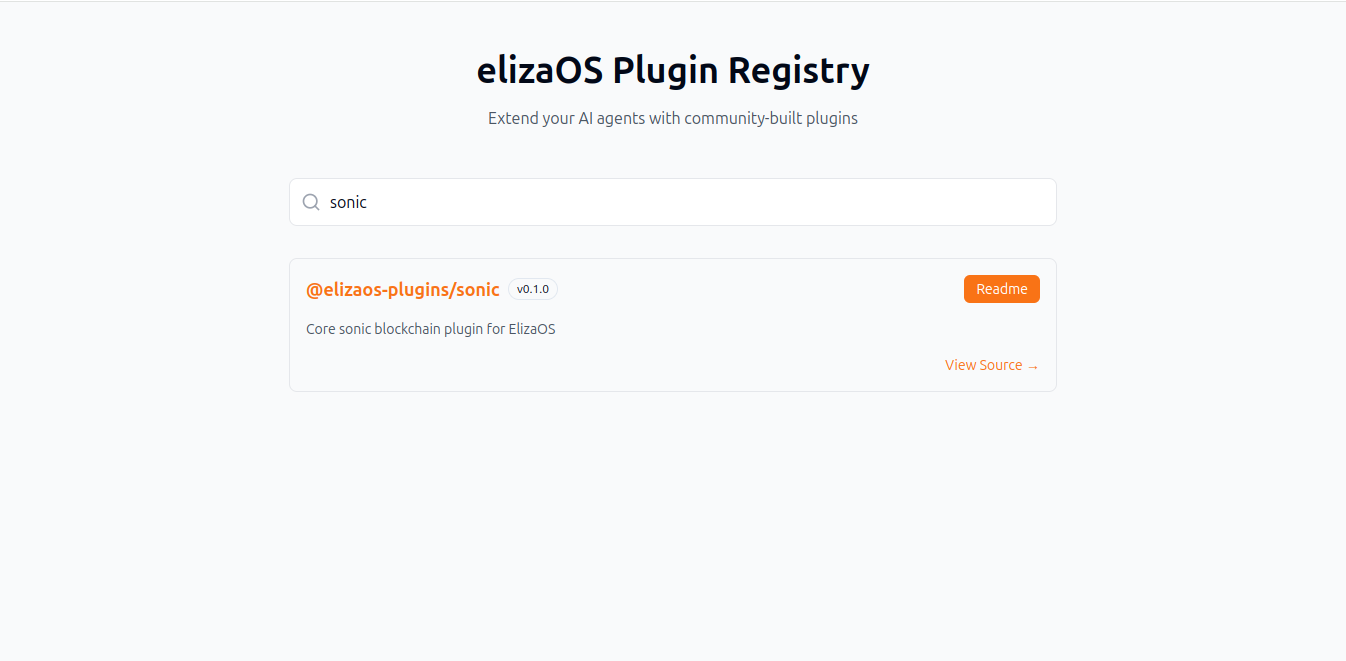 elizaOS Plugin Registry
Extend your AI agents with community-built plugins
sonic
@elizaos-plugins/sonic v0.1.0 Readme
Core sonic blockchain plugin for ElizaOS
View Source →